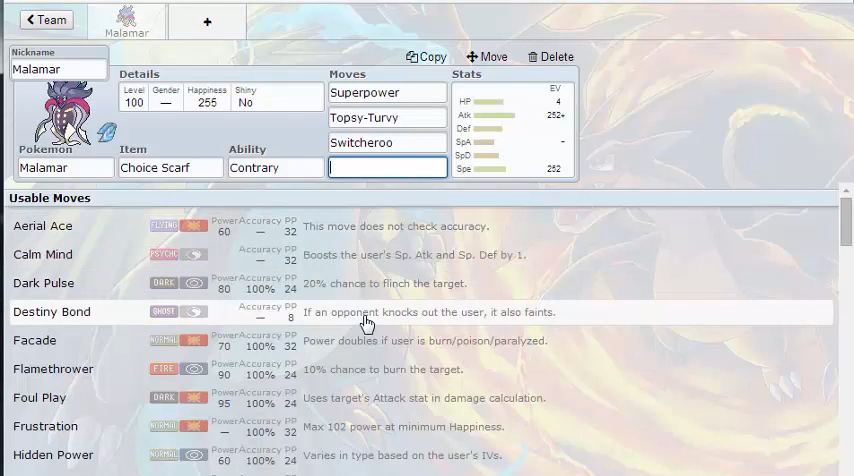 Team
Malamar
+
Copy Move Delete
Nickname
Malamar
Details
Level Gender Happiness Shiny
100 — 255 No
Pokemon Item Ability
Malamar Choice Scarf Contrary
Moves
Superpower
Topsy-Turvy
Switcheroo
Stats
EV
HP 4
Atk 252+
Def
SpA -
SpD
Spe 252
Usable Moves
Aerial Ace FLYING Power 60 Accuracy — PP 32 This move does not check accuracy.
Calm Mind PSYCHC Accuracy — PP 32 Boosts the user's Sp. Atk and Sp. Def by 1.
Dark Pulse DARK Power 80 Accuracy 100% PP 24 20% chance to flinch the target.
Destiny Bond GHOST Accuracy — PP 8 If an opponent knocks out the user, it also faints.
Facade NORMAL Power 70 Accuracy 100% PP 32 Power doubles if user is burn/poison/paralyzed.
Flamethrower FIRE Power 90 Accuracy 100% PP 24 10% chance to burn the target.
Foul Play DARK Power 95 Accuracy 100% PP 24 Uses target's Attack stat in damage calculation.
Frustration NORMAL Power — Accuracy 100% PP 32 Max 102 power at minimum Happiness.
Hidden Power NORMAL Power 60 Accuracy 100% PP 24 Varies in type based on the user's IVs.